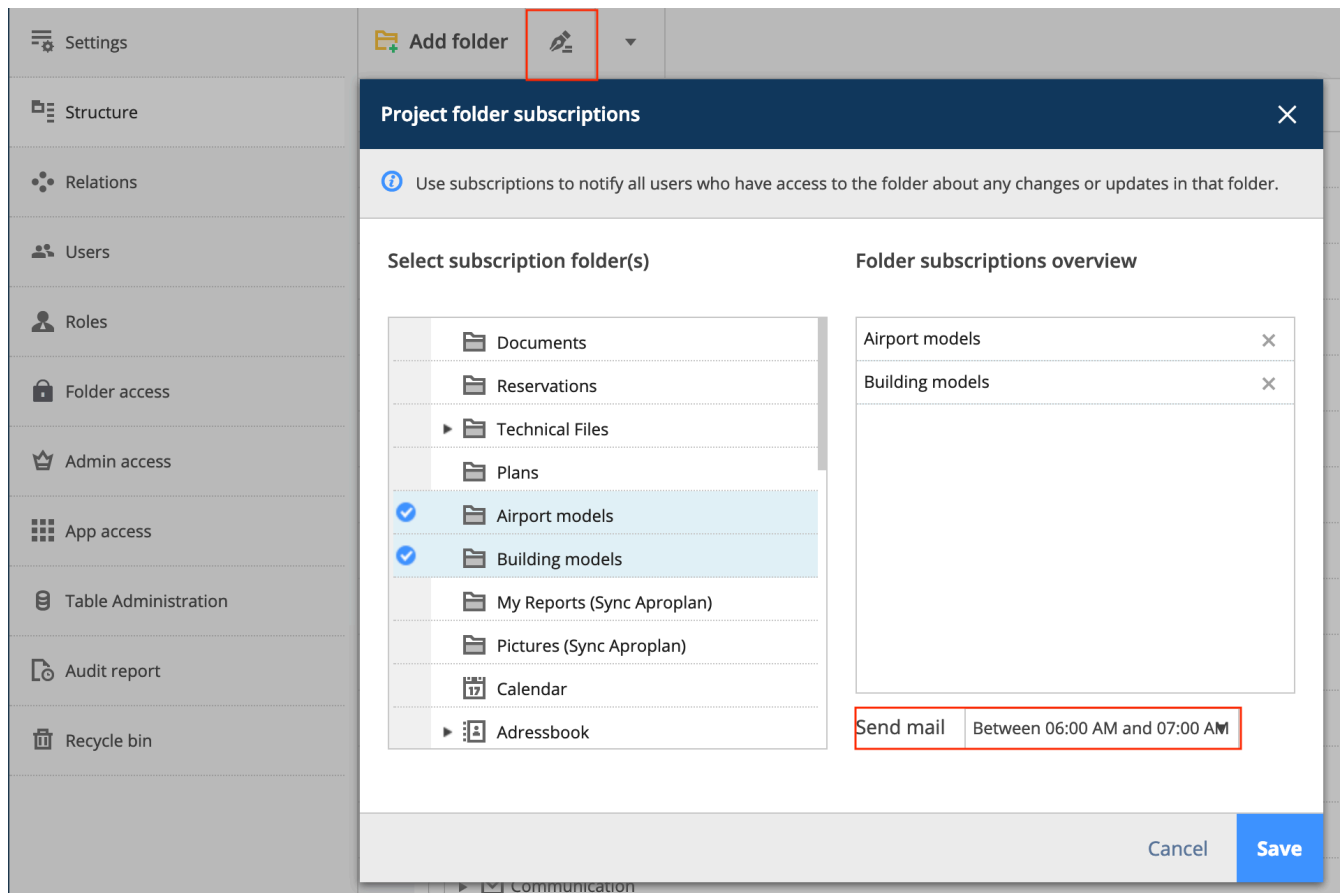 Settings
Structure
Relations
Users
Roles
Folder access
Admin access
App access
Table Administration
Audit report
Recycle bin
Add folder
Project folder subscriptions
Use subscriptions to notify all users who have access to the folder about any changes or updates in that folder.
Select subscription folder(s)
Documents
Reservations
Technical Files
Plans
Airport models
Building models
My Reports (Sync Aproplan)
Pictures (Sync Aproplan)
17 Calendar
Adressbook
Folder subscriptions overview
Airport models
Building models
Send mail Between 06:00 AM and 07:00 AM
Cancel Save
Communication